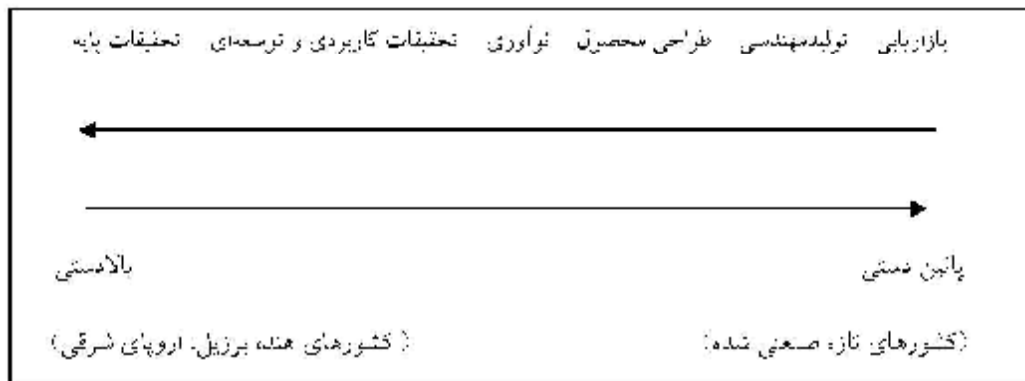 بازاریابی تولیدمهندسی طراحی محصول نوآوری تحقیقات کاربردی و توسعه‌ای تحقیقات پایه
پائین دستی بالادستی
(کشورهای تازه صنعتی شده) (کشورهای هند، برزیل، اروپای شرقی)